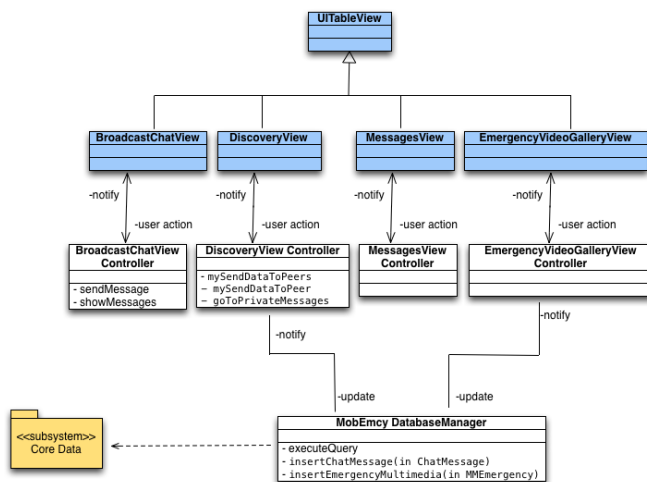 UITableView
BroadcastChatView
DiscoveryView
MessagesView
EmergencyVideoGalleryView
-notify
-notify
-notify
-notify
-user action
-user action
-user action
-user action
BroadcastChatView
Controller
- sendMessage
- showMessages
DiscoveryView Controller
- mySendDataToPeers
– mySendDataToPeer
– goToPrivateMessages
MessagesView
Controller
EmergencyVideoGalleryView
Controller
-notify
-notify
-update
-update
MobEmcy DatabaseManager
- executeQuery
- insertChatMessage(in ChatMessage)
- insertEmergencyMultimedia(in MMEmergency)
<<subsystem>>
Core Data